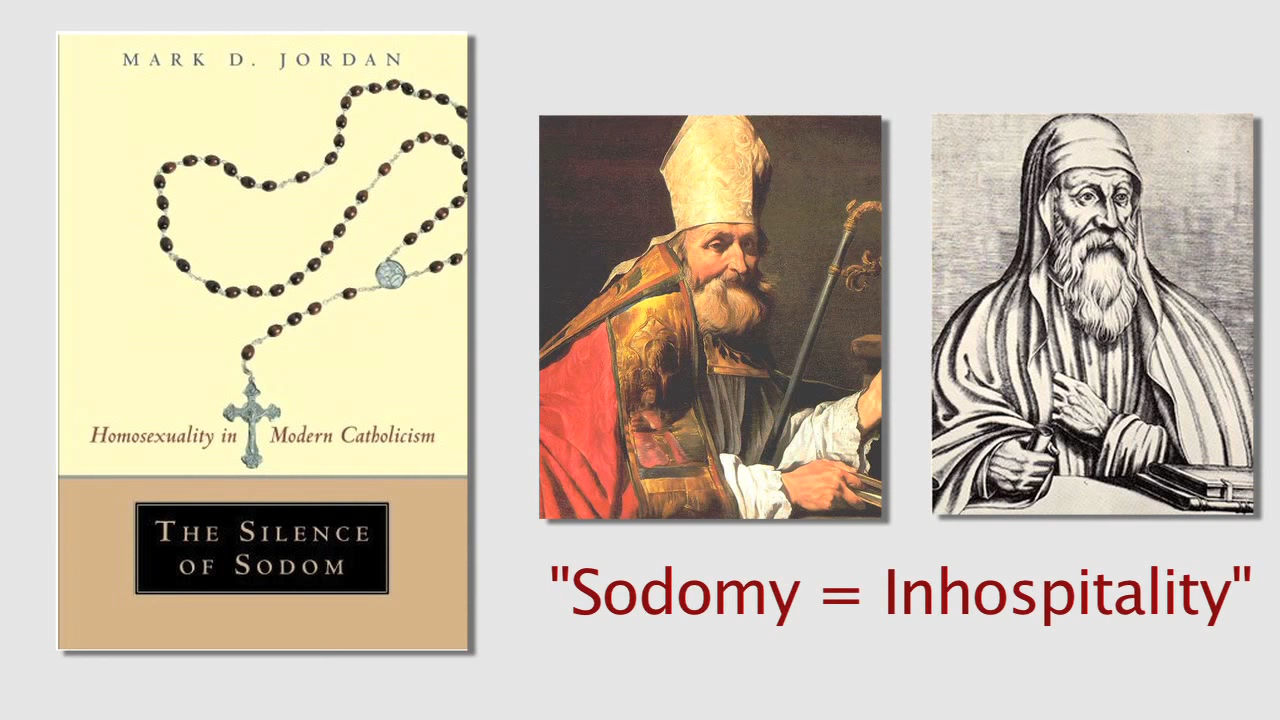 MARK D. JORDAN
Homosexuality in Modern Catholicism
THE SILENCE
OF SODOM
"Sodomy = Inhospitality"